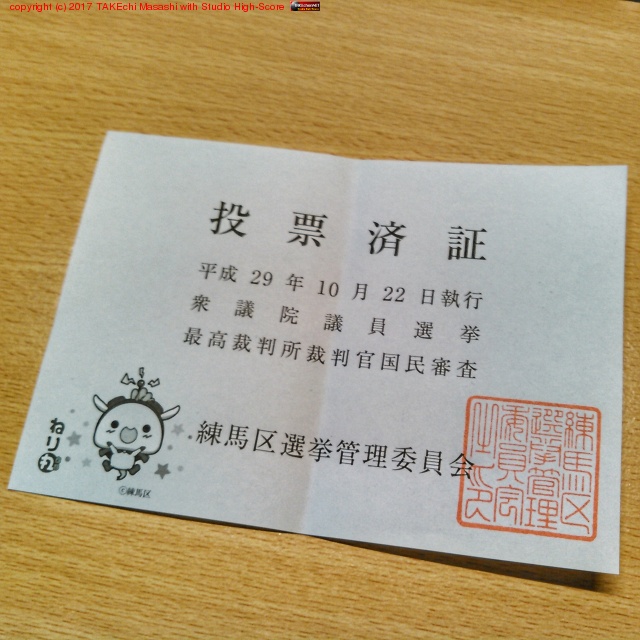 copyright (c) 2017 TAKEchi Masashi with Studio High-Score
投票済証
平成 29 年 10 月 22 日執行
衆議院議員選挙
最高裁判所裁判官国民審査
練馬区選挙管理委員会
ねり丸
©練馬区
練馬区
選挙管理
委員会
之印